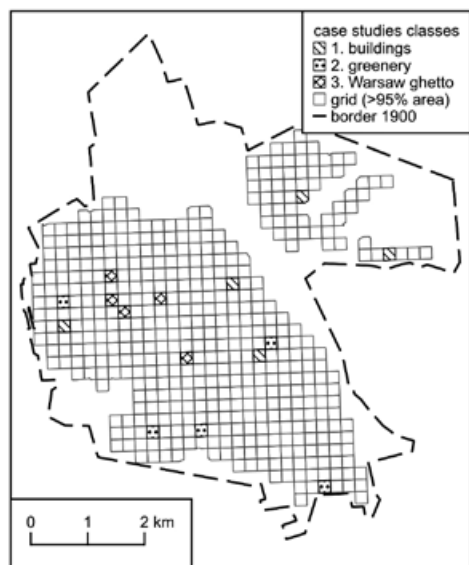 case studies classes
1. buildings
2. greenery
3. Warsaw ghetto
grid (>95% area)
border 1900
0 1 2 km